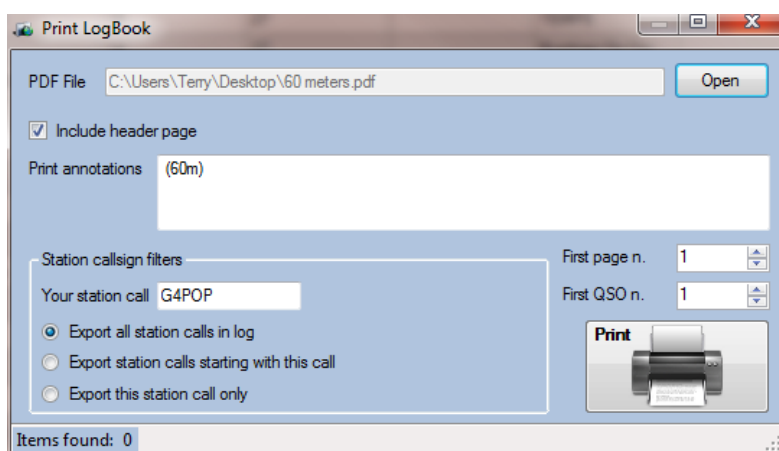 Print LogBook
PDF File C:\Users\Terry\Desktop\60 meters.pdf Open
Include header page
Print annotations (60m)
Station callsign filters
First page n. 1
Your station call G4POP
First QSO n. 1
Export all station calls in log
Print
Export station calls starting with this call
Export this station call only
Items found: 0